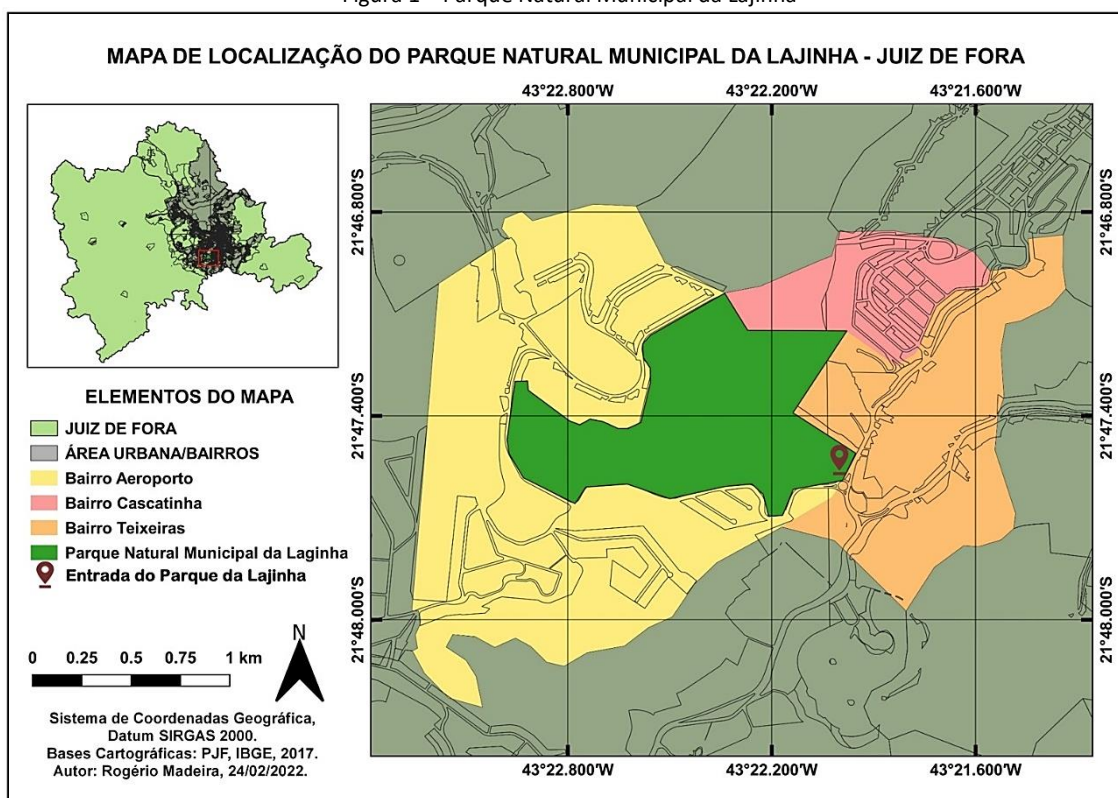 Figura 1 – Parque Natural Municipal da Lajinha
MAPA DE LOCALIZAÇÃO DO PARQUE NATURAL MUNICIPAL DA LAJINHA - JUIZ DE FORA
43°22.800'W 43°22.200'W 43°21.600'W
21°46.800'S 21°46.800'S
21°47.400'S 21°47.400'S
21°48.000'S 21°48.000'S
43°22.800'W 43°22.200'W 43°21.600'W
ELEMENTOS DO MAPA
JUIZ DE FORA
ÁREA URBANA/BAIRROS
Bairro Aeroporto
Bairro Cascatinha
Bairro Teixeiras
Parque Natural Municipal da Laginha
Entrada do Parque da Lajinha
N
0 0.25 0.5 0.75 1 km
Sistema de Coordenadas Geográfica,
Datum SIRGAS 2000.
Bases Cartográficas: PJF, IBGE, 2017.
Autor: Rogério Madeira, 24/02/2022.